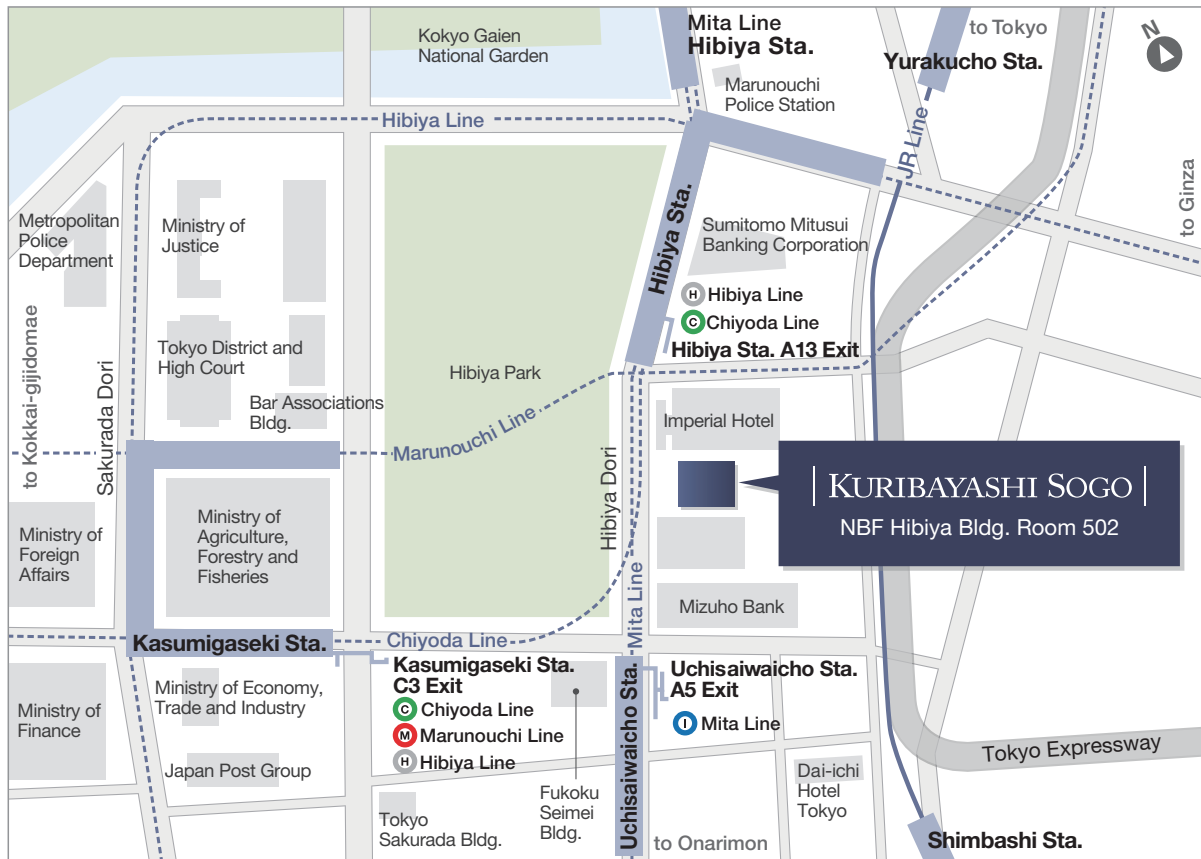 Kokyo Gaien
National Garden
Mita Line
Hibiya Sta.
to Tokyo
Yurakucho Sta.
N
Marunouchi
Police Station
Hibiya Line
JR Line
to Ginza
Metropolitan
Police
Department
Ministry of
Justice
Hibiya Sta.
Sumitomo Mitusui
Banking Corporation
H Hibiya Line
C Chiyoda Line
Hibiya Sta. A13 Exit
to Kokkai-gijidomae
Sakurada Dori
Tokyo District and
High Court
Bar Associations
Bldg.
Hibiya Park
Marunouchi Line
Imperial Hotel
Hibiya Dori
KURIBAYASHI SOGO
NBF Hibiya Bldg. Room 502
Ministry of
Foreign
Affairs
Ministry of
Agriculture,
Forestry and
Fisheries
Mita Line
Mizuho Bank
Kasumigaseki Sta.
Chiyoda Line
Kasumigaseki Sta.
C3 Exit
C Chiyoda Line
M Marunouchi Line
H Hibiya Line
Uchisaiwaicho Sta.
Uchisaiwaicho Sta.
A5 Exit
I Mita Line
Ministry of
Finance
Ministry of Economy,
Trade and Industry
Japan Post Group
Tokyo
Sakurada Bldg.
Fukoku
Seimei
Bldg.
Dai-ichi
Hotel
Tokyo
Tokyo Expressway
to Onarimon
Shimbashi Sta.